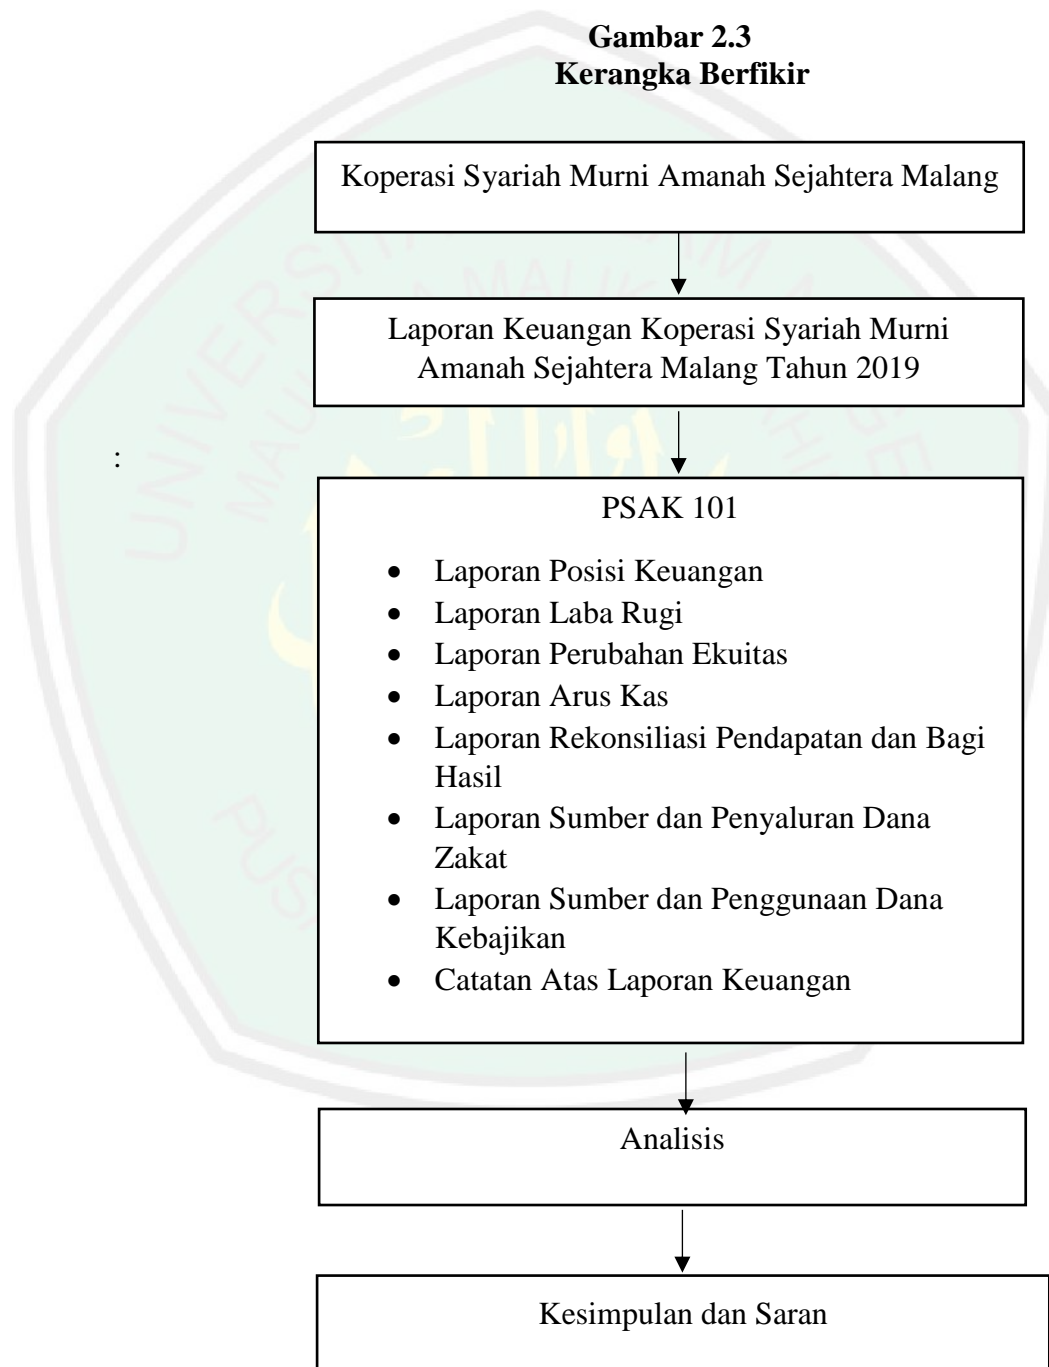 Gambar 2.3
Kerangka Berfikir
Koperasi Syariah Murni Amanah Sejahtera Malang
Laporan Keuangan Koperasi Syariah Murni
Amanah Sejahtera Malang Tahun 2019
:
PSAK 101
• Laporan Posisi Keuangan
• Laporan Laba Rugi
• Laporan Perubahan Ekuitas
• Laporan Arus Kas
• Laporan Rekonsiliasi Pendapatan dan Bagi
Hasil
• Laporan Sumber dan Penyaluran Dana
Zakat
• Laporan Sumber dan Penggunaan Dana
Kebajikan
• Catatan Atas Laporan Keuangan
Analisis
Kesimpulan dan Saran